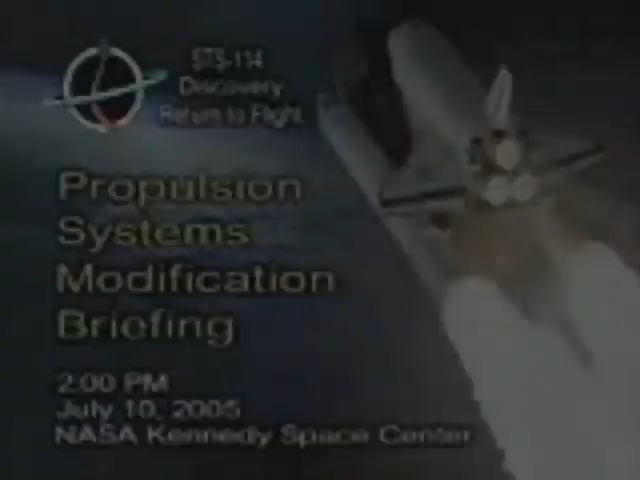 STS-114
Discovery
Return to Flight
Propulsion
Systems
Modification
Briefing
2:00 PM
July 10, 2005
NASA Kennedy Space Center